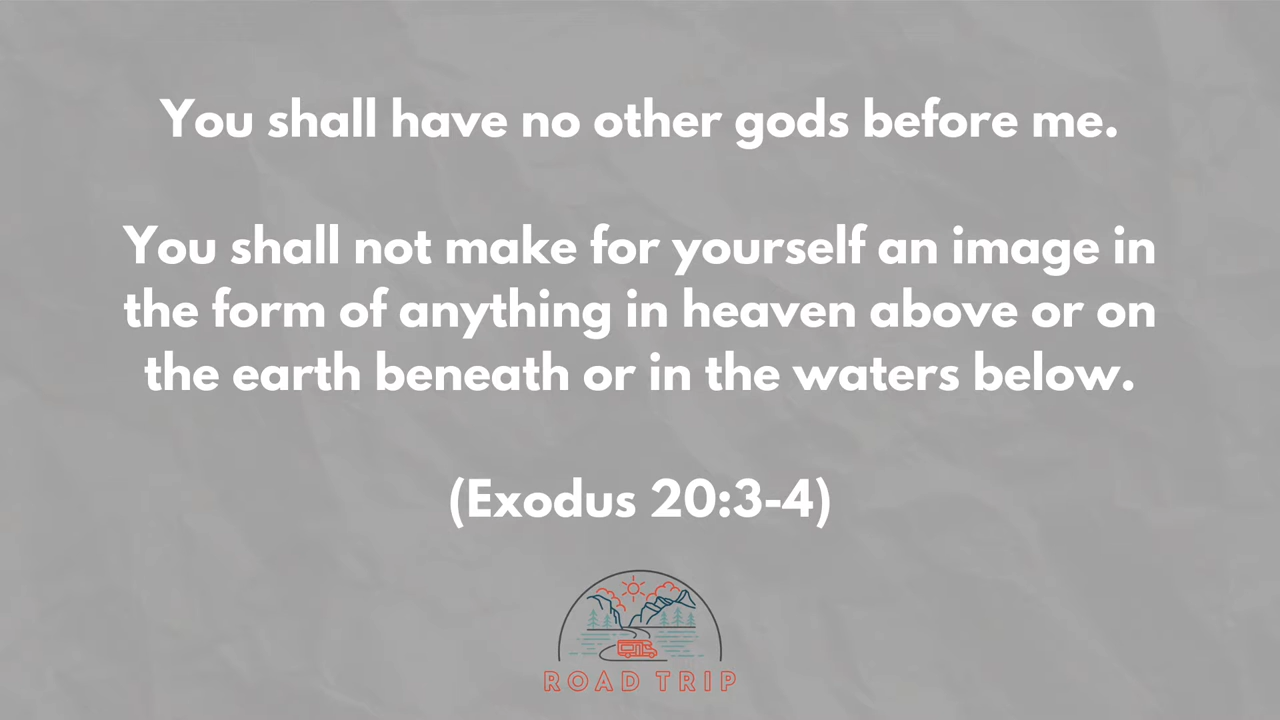 You shall have no other gods before me.
You shall not make for yourself an image in
the form of anything in heaven above or on
the earth beneath or in the waters below.
(Exodus 20:3-4)
ROAD TRIP